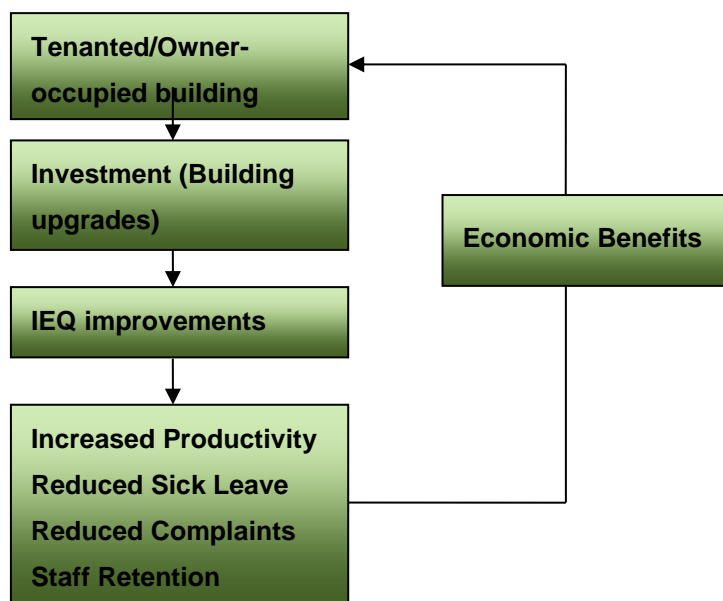 Tenanted/Owner-
occupied building
Investment (Building
upgrades)
IEQ improvements
Increased Productivity
Reduced Sick Leave
Reduced Complaints
Staff Retention
Economic Benefits